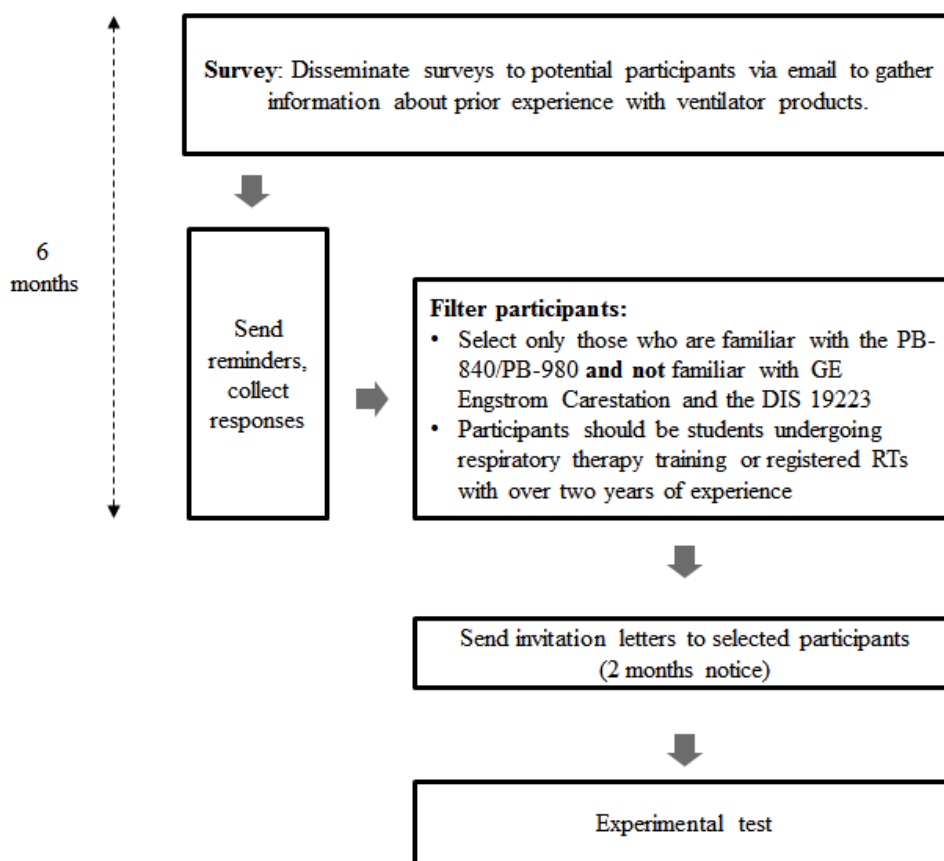 Survey: Disseminate surveys to potential participants via email to gather
information about prior experience with ventilator products.
6
months
Send
reminders,
collect
responses
Filter participants:
• Select only those who are familiar with the PB-
840/PB-980 and not familiar with GE
Engstrom Carestation and the DIS 19223
• Participants should be students undergoing
respiratory therapy training or registered RTs
with over two years of experience
Send invitation letters to selected participants
(2 months notice)
Experimental test